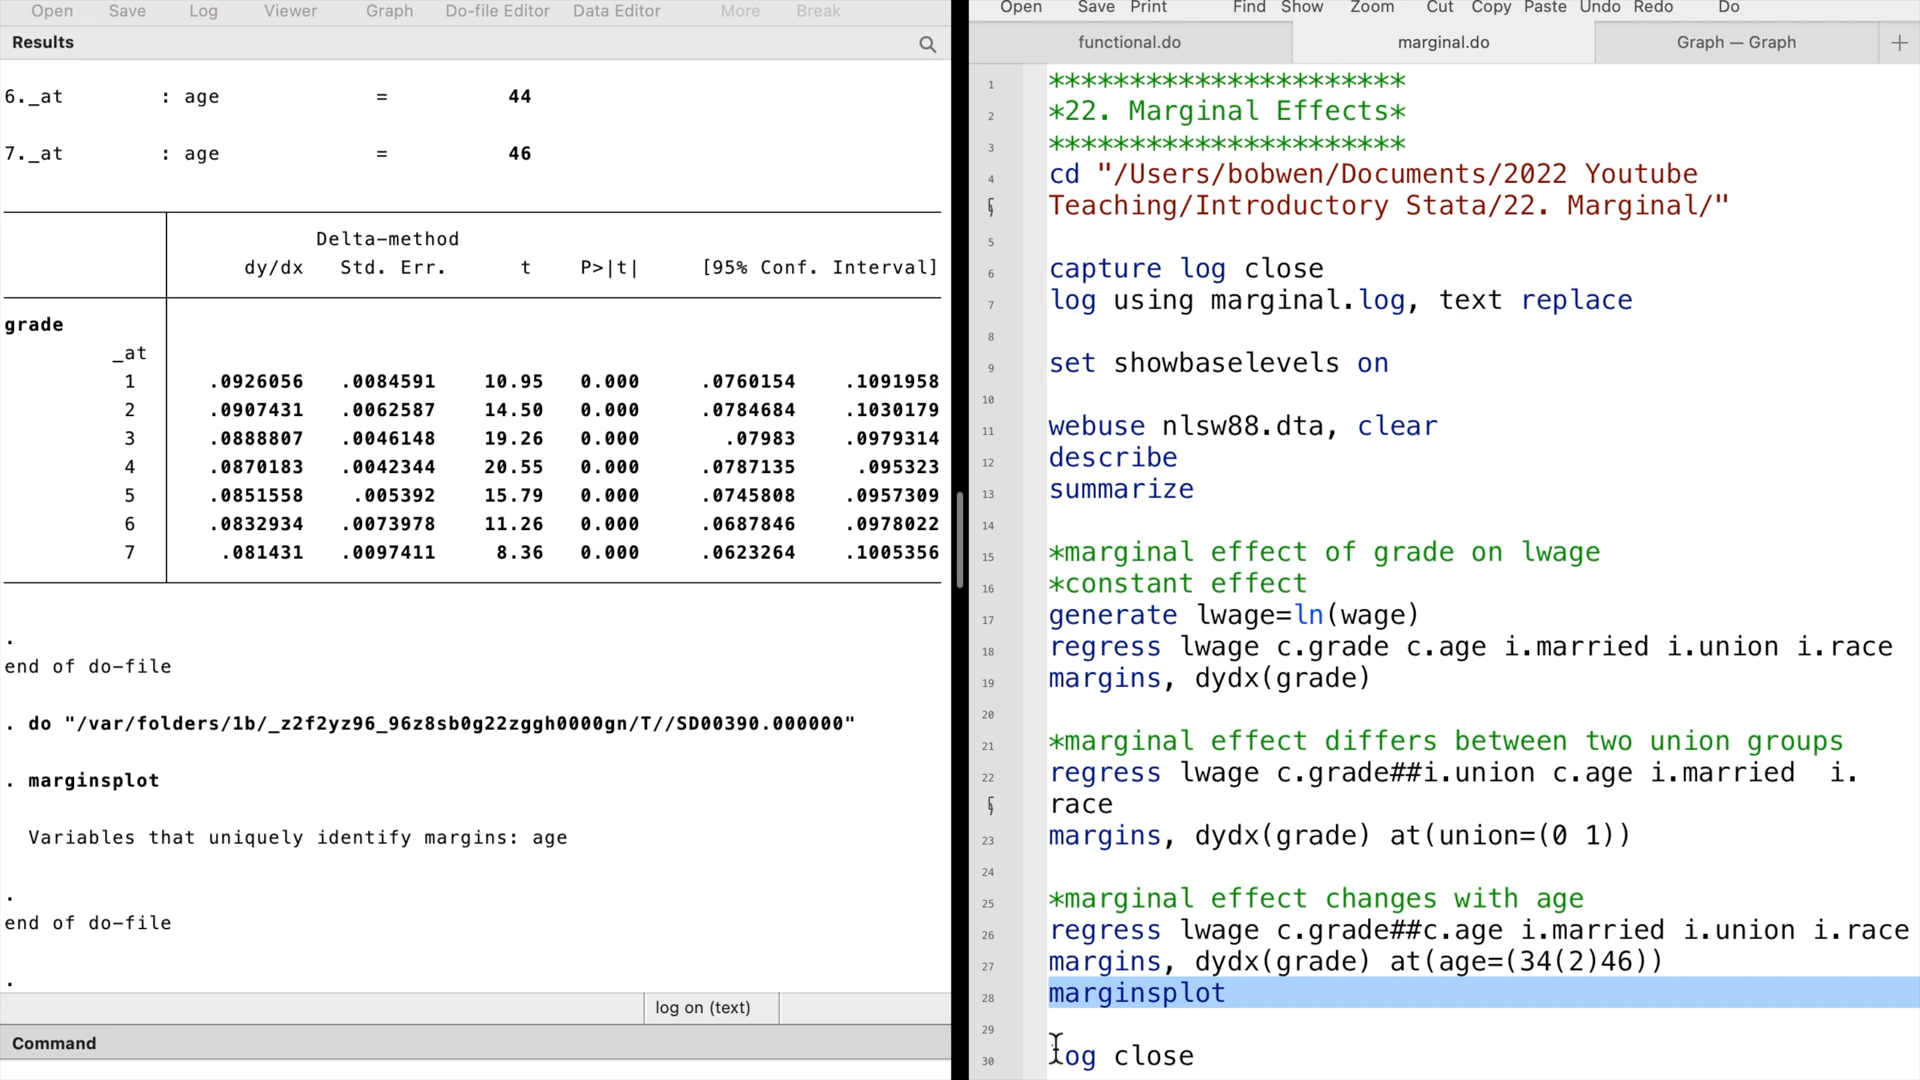 Open Save Log Viewer Graph Do-file Editor Data Editor More Break
Results
6._at : age = 44
7._at : age = 46
Delta-method
dy/dx Std. Err. t P>|t| [95% Conf. Interval]
grade
_at
1 .0926056 .0084591 10.95 0.000 .0760154 .1091958
2 .0907431 .0062587 14.50 0.000 .0784684 .1030179
3 .0888807 .0046148 19.26 0.000 .07983 .0979314
4 .0870183 .0042344 20.55 0.000 .0787135 .095323
5 .0851558 .005392 15.79 0.000 .0745808 .0957309
6 .0832934 .0073978 11.26 0.000 .0687846 .0978022
7 .081431 .0097411 8.36 0.000 .0623264 .1005356
.
end of do-file
. do "/var/folders/1b/_z2f2yz96_96z8sb0g22zggh0000gn/T//SD00390.000000"
. marginsplot
Variables that uniquely identify margins: age
.
end of do-file
.
log on (text)
Command
Open Save Print Find Show Zoom Cut Copy Paste Undo Redo Do
functional.do marginal.do Graph — Graph +
1 **********************
2 *22. Marginal Effects*
3 **********************
4 cd "/Users/bobwen/Documents/2022 Youtube
Teaching/Introductory Stata/22. Marginal/"
5
6 capture log close
7 log using marginal.log, text replace
8
9 set showbaselevels on
10
11 webuse nlsw88.dta, clear
12 describe
13 summarize
14
15 *marginal effect of grade on lwage
16 *constant effect
17 generate lwage=ln(wage)
18 regress lwage c.grade c.age i.married i.union i.race
19 margins, dydx(grade)
20
21 *marginal effect differs between two union groups
22 regress lwage c.grade##i.union c.age i.married i.
race
23 margins, dydx(grade) at(union=(0 1))
24
25 *marginal effect changes with age
26 regress lwage c.grade##c.age i.married i.union i.race
27 margins, dydx(grade) at(age=(34(2)46))
28 marginsplot
29
30 log close